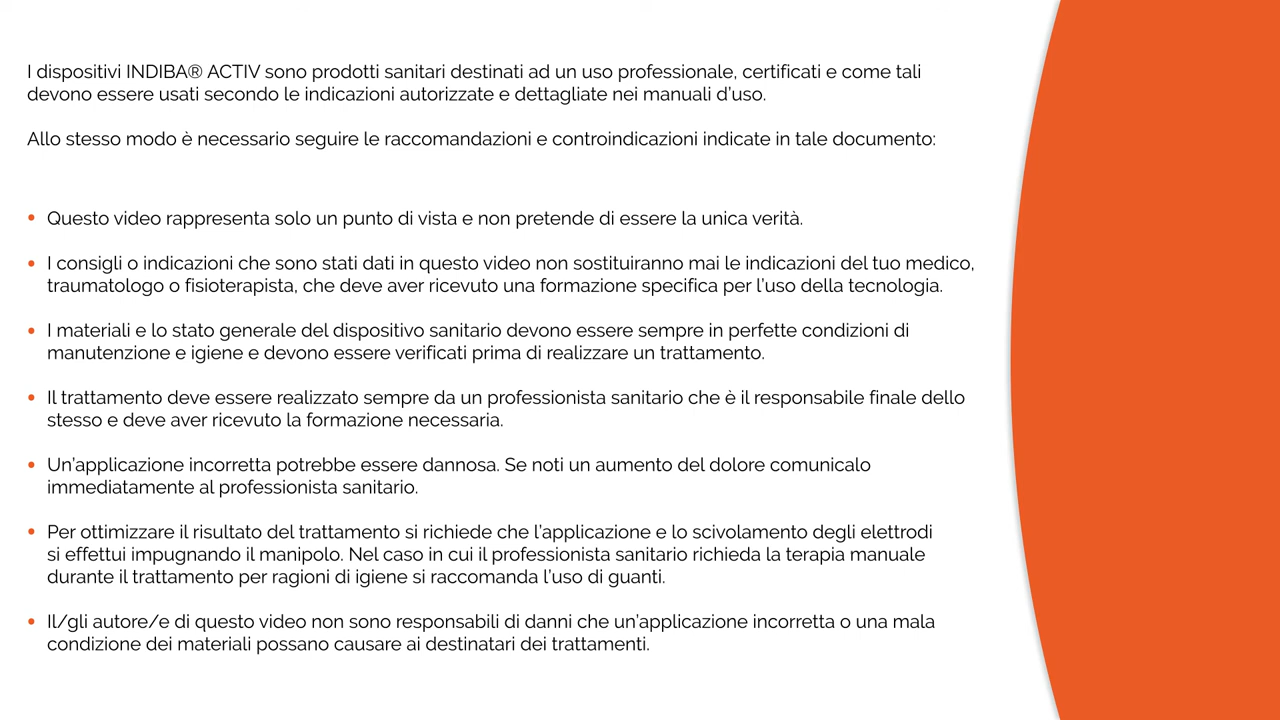 I dispositivi INDIBA® ACTIV sono prodotti sanitari destinati ad un uso professionale, certificati e come tali
devono essere usati secondo le indicazioni autorizzate e dettagliate nei manuali d'uso.
Allo stesso modo è necessario seguire le raccomandazioni e controindicazioni indicate in tale documento:
• Questo video rappresenta solo un punto di vista e non pretende di essere la unica verità.
• I consigli o indicazioni che sono stati dati in questo video non sostituiranno mai le indicazioni del tuo medico,
traumatologo o fisioterapista, che deve aver ricevuto una formazione specifica per l'uso della tecnologia.
• I materiali e lo stato generale del dispositivo sanitario devono essere sempre in perfette condizioni di
manutenzione e igiene e devono essere verificati prima di realizzare un trattamento.
• Il trattamento deve essere realizzato sempre da un professionista sanitario che è il responsabile finale dello
stesso e deve aver ricevuto la formazione necessaria.
• Un'applicazione incorretta potrebbe essere dannosa. Se noti un aumento del dolore comunicalo
immediatamente al professionista sanitario.
• Per ottimizzare il risultato del trattamento si richiede che l'applicazione e lo scivolamento degli elettrodi
si effettui impugnando il manipolo. Nel caso in cui il professionista sanitario richieda la terapia manuale
durante il trattamento per ragioni di igiene si raccomanda l'uso di guanti.
• Il/gli autore/e di questo video non sono responsabili di danni che un'applicazione incorretta o una mala
condizione dei materiali possano causare ai destinatari dei trattamenti.